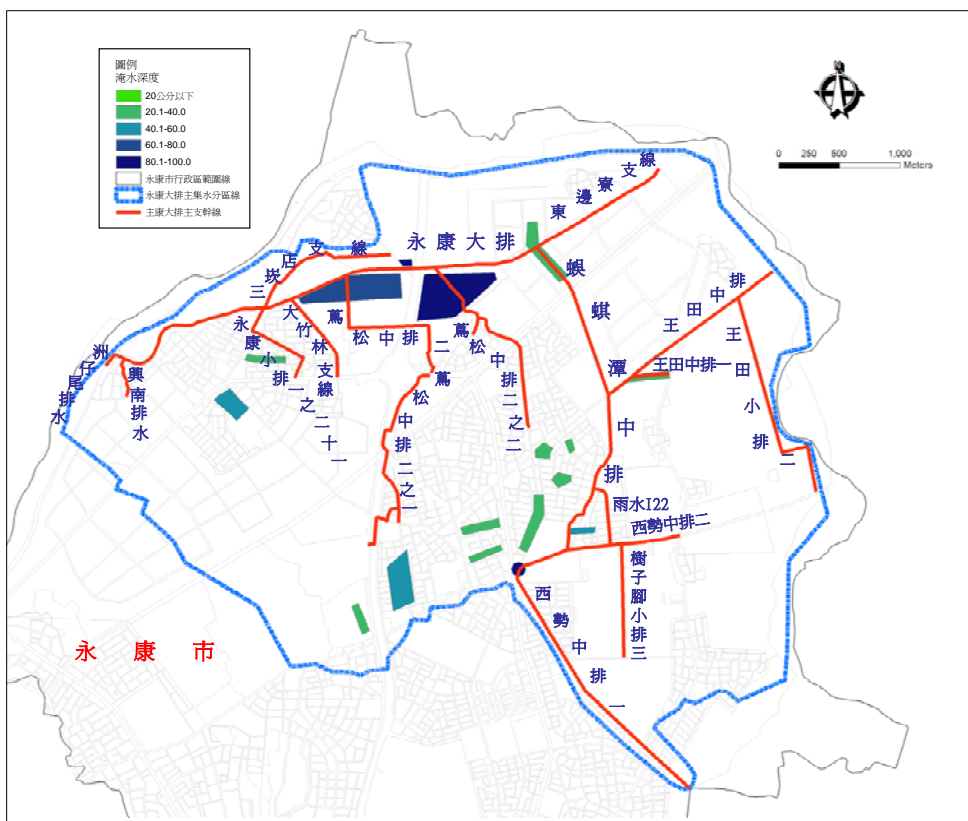 圖例
淹水深度
20公分以下
20.1-40.0
40.1-60.0
60.1-80.0
80.1-100.0
永康市行政區範圍線
永康大排主集水分區線
主康大排主支幹線
0 250 500 1,000
Meters
東邊寮支線
永康大排
三崁店支線
蜈蜞潭中排
王田中排
王田中排一
王田小排二
大竹林支線
蔦松中排二
蔦松中排二之二
蔦松中排二之一
永康小排一之二十一
洲仔尾排水
興南排水
雨水I22
西勢中排二
樹子腳小排三
西勢中排一
永康市